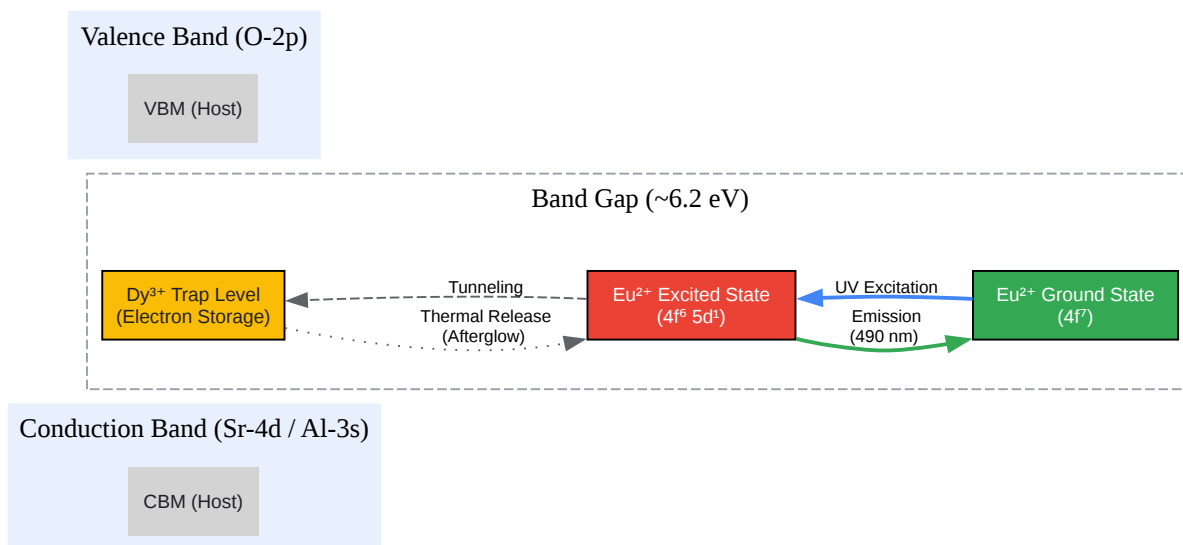 Valence Band (O-2p)
VBM (Host)
Band Gap (~6.2 eV)
Dy³⁺ Trap Level
(Electron Storage)
Tunneling
Thermal Release
(Afterglow)
Eu²⁺ Excited State
(4f⁶ 5d¹)
UV Excitation
Emission
(490 nm)
Eu²⁺ Ground State
(4f⁷)
Conduction Band (Sr-4d / Al-3s)
CBM (Host)